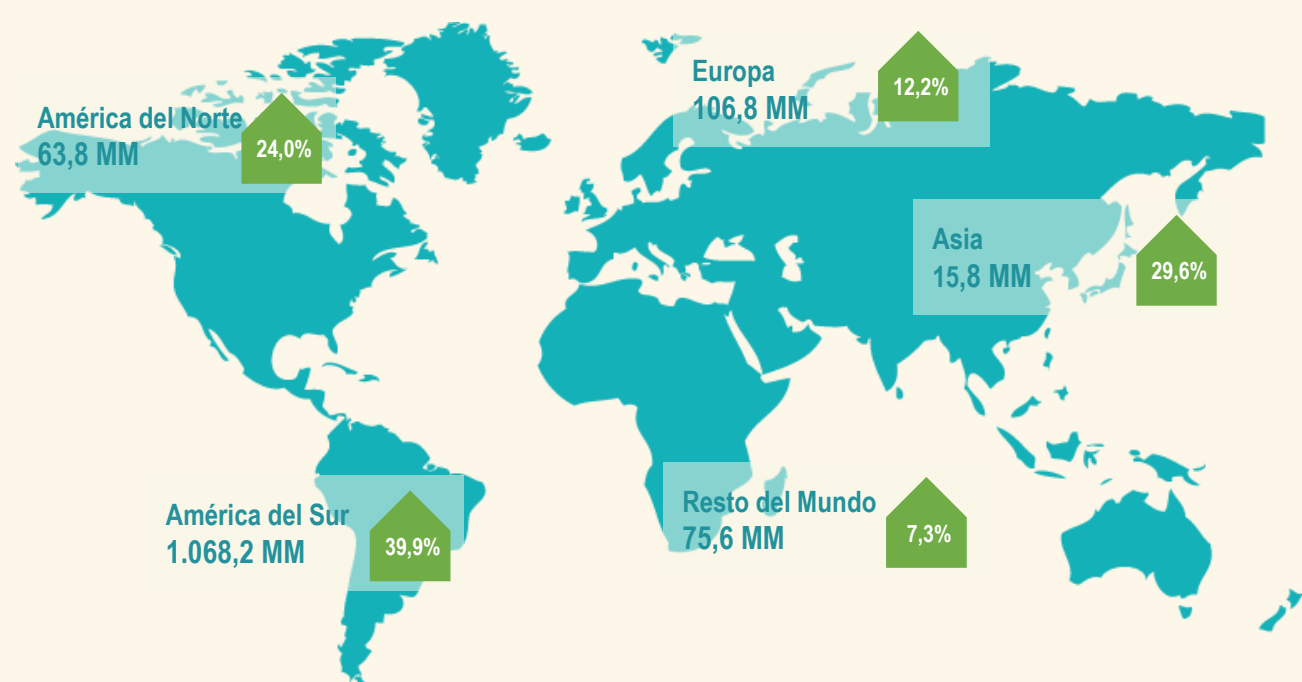 América del Norte
63,8 MM
24,0%
Europa
106,8 MM
12,2%
Asia
15,8 MM
29,6%
América del Sur
1.068,2 MM
39,9%
Resto del Mundo
75,6 MM
7,3%